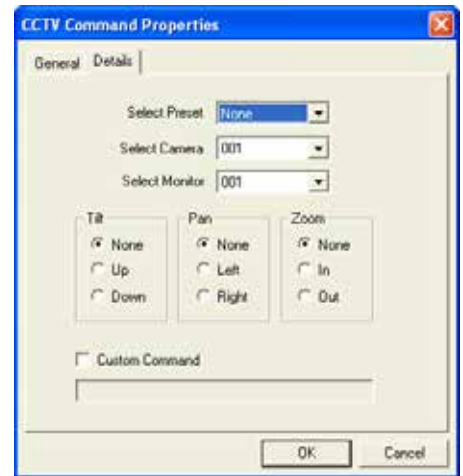 CCTV Command Properties
General Details
Select Preset None
Select Camera 001
Select Monitor 001
Tilt Pan Zoom
None None None
Up Left In
Down Right Out
Custom Command
OK Cancel